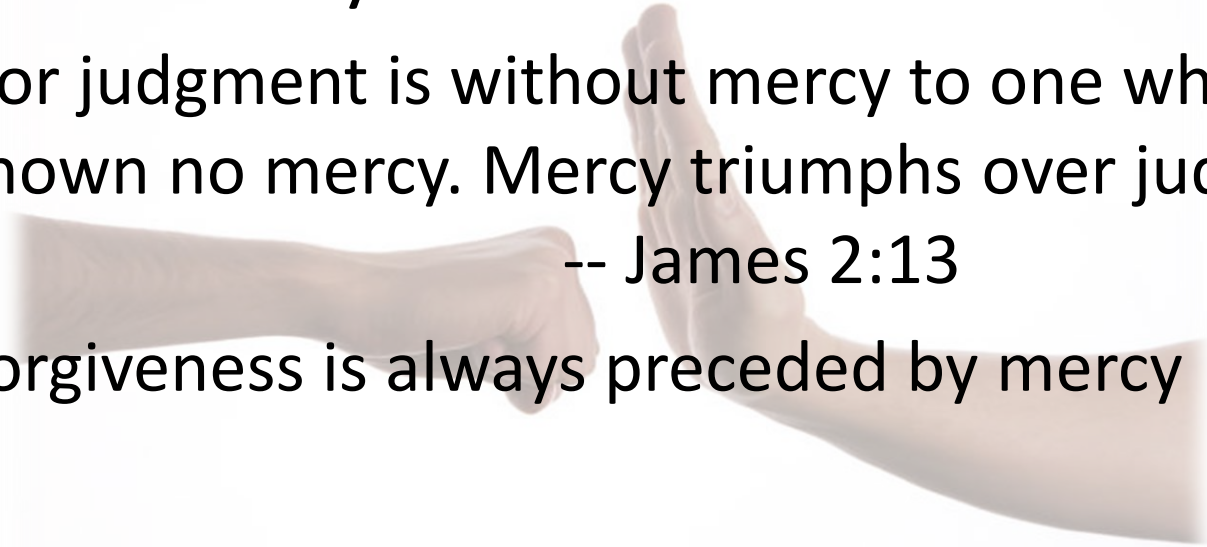 or judgment is without mercy to one wh
nown no mercy. Mercy triumphs over jud
-- James 2:13
orgiveness is always preceded by mercy